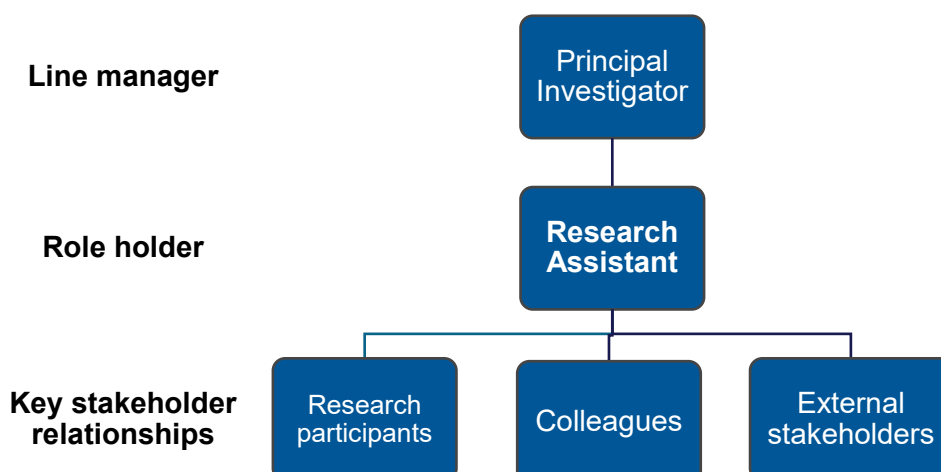 Line manager
Principal
Investigator
Role holder
Research
Assistant
Key stakeholder
relationships
Research
participants
Colleagues
External
stakeholders